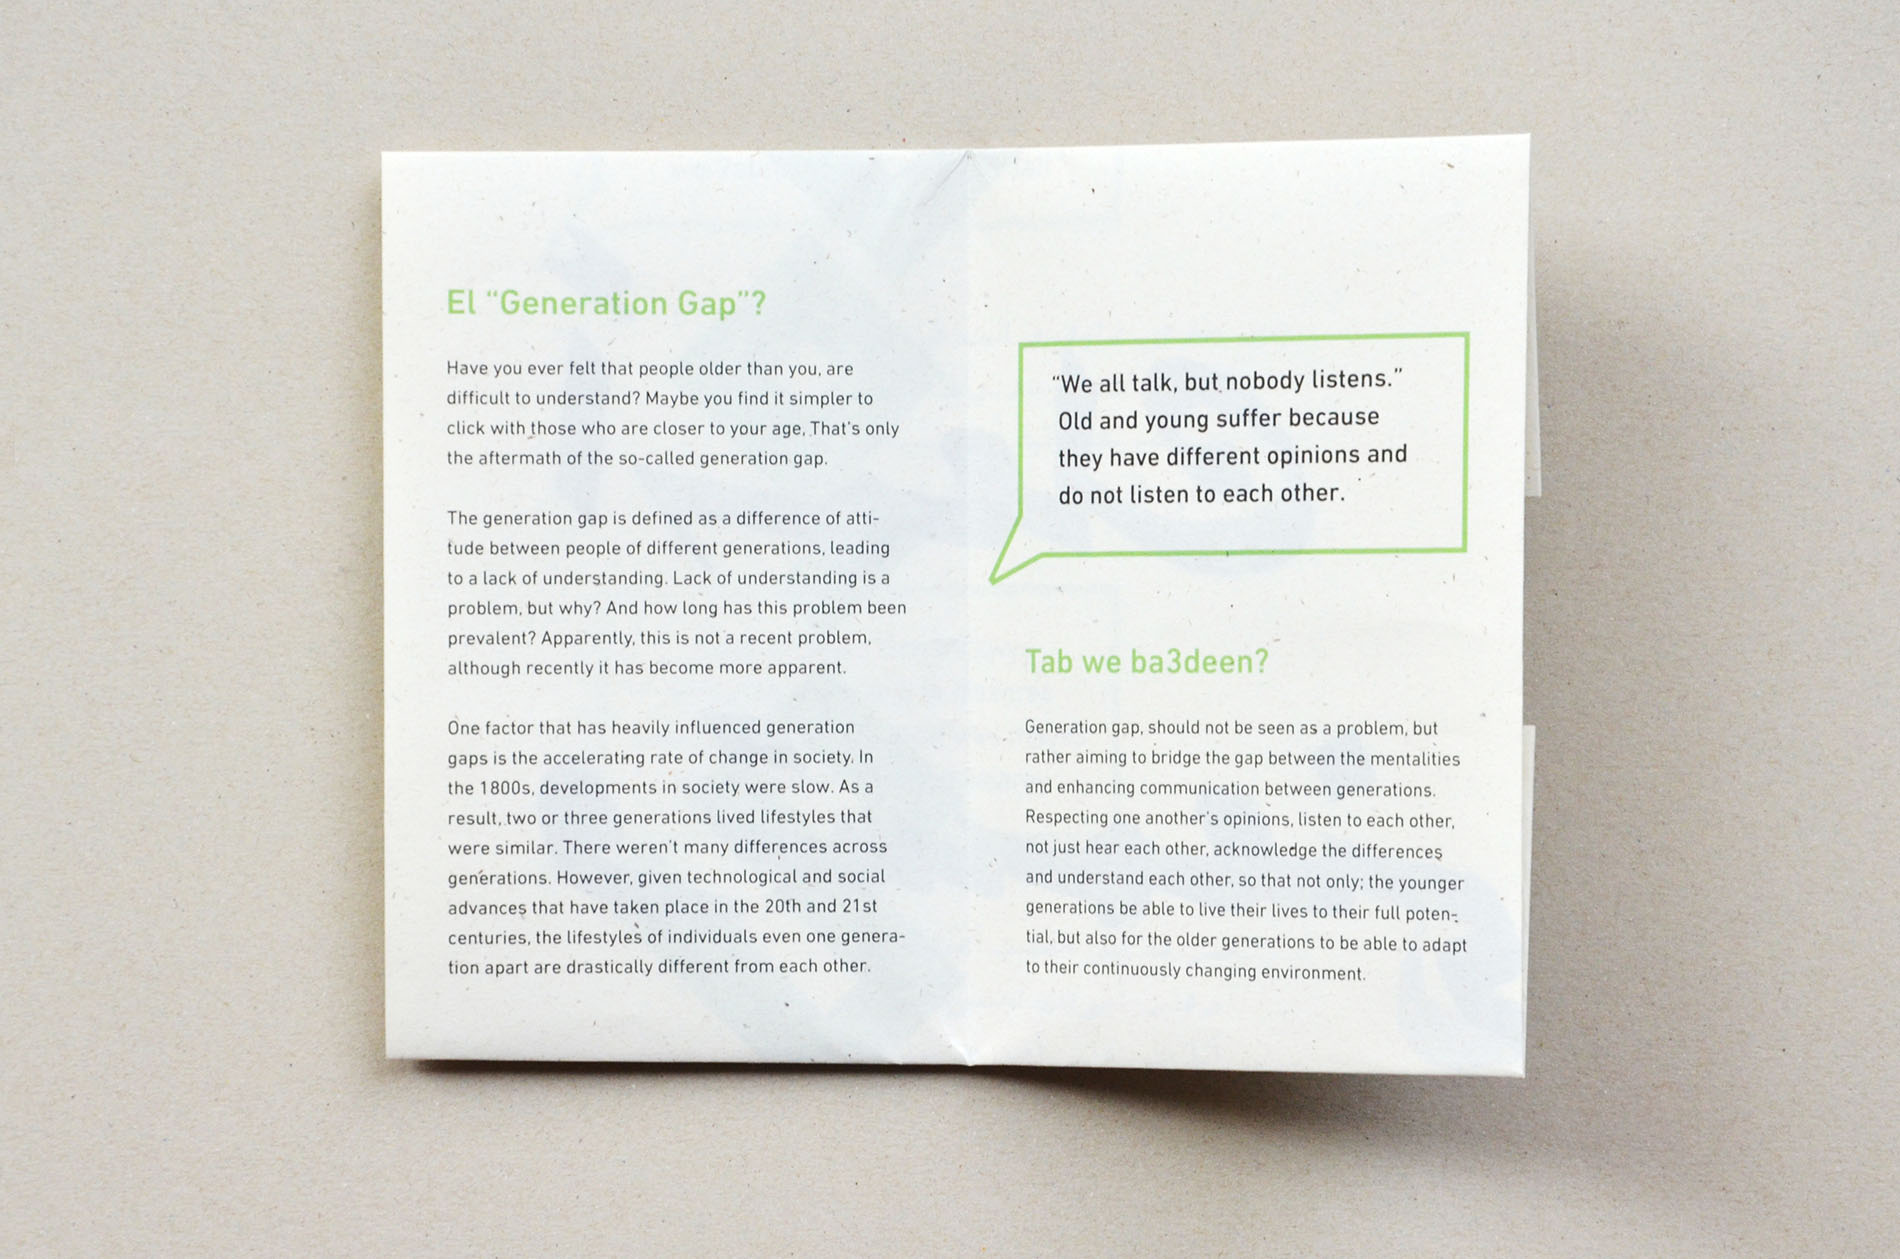 El “Generation Gap”?
Have you ever felt that people older than you, are
difficult to understand? Maybe you find it simpler to
click with those who are closer to your age, That's only
the aftermath of the so-called generation gap.
The generation gap is defined as a difference of atti-
tude between people of different generations, leading
to a lack of understanding. Lack of understanding is a
problem, but why? And how long has this problem been
prevalent? Apparently, this is not a recent problem,
although recently it has become more apparent.
One factor that has heavily influenced generation
gaps is the accelerating rate of change in society. In
the 1800s, developments in society were slow. As a
result, two or three generations lived lifestyles that
were similar. There weren't many differences across
generations. However, given technological and social
advances that have taken place in the 20th and 21st
centuries, the lifestyles of individuals even one genera-
tion apart are drastically different from each other.
“We all talk, but nobody listens.”
Old and young suffer because
they have different opinions and
do not listen to each other.
Tab we ba3deen?
Generation gap, should not be seen as a problem, but
rather aiming to bridge the gap between the mentalities
and enhancing communication between generations.
Respecting one another's opinions, listen to each other,
not just hear each other, acknowledge the differences
and understand each other, so that not only; the younger
generations be able to live their lives to their full poten-
tial, but also for the older generations to be able to adapt
to their continuously changing environment.